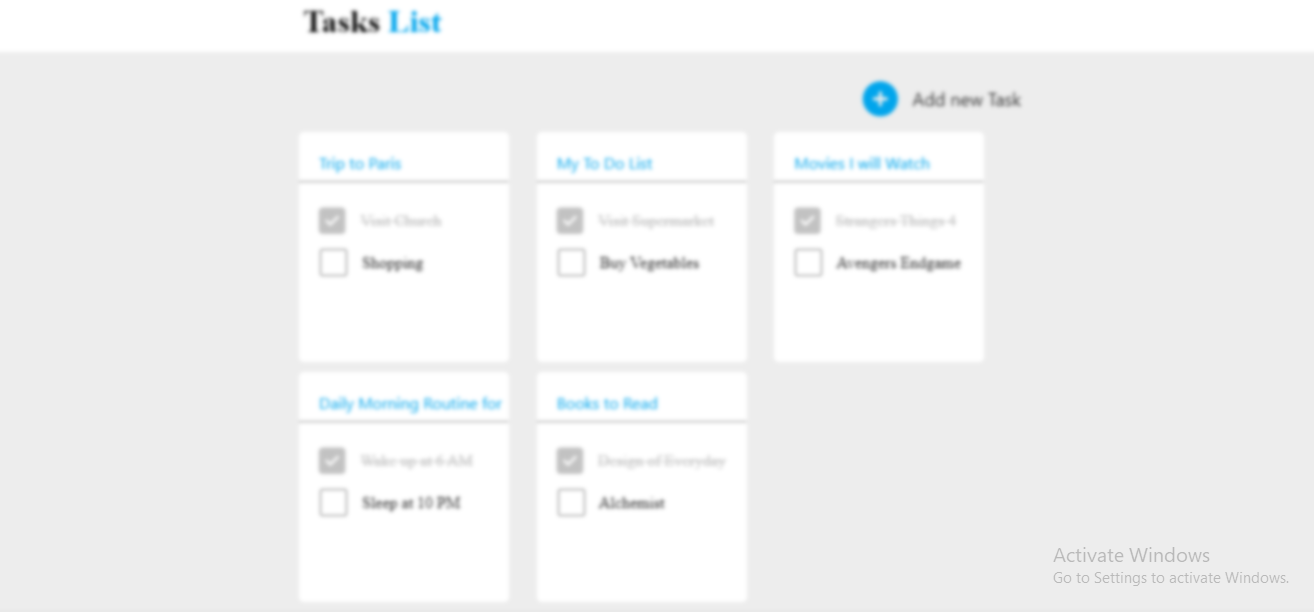 Tasks List
Add new Task
Trip to Paris
My To Do List
Movies I will Watch
Visit Church
Visit Supermarket
Strangers Things 4
Shopping
Buy Vegetables
Avengers Endgame
Daily Morning Routine for
Books to Read
Wake up at 6 AM
Design of Everyday
Sleep at 10 PM
Alchemist
Activate Windows
Go to Settings to activate Windows.